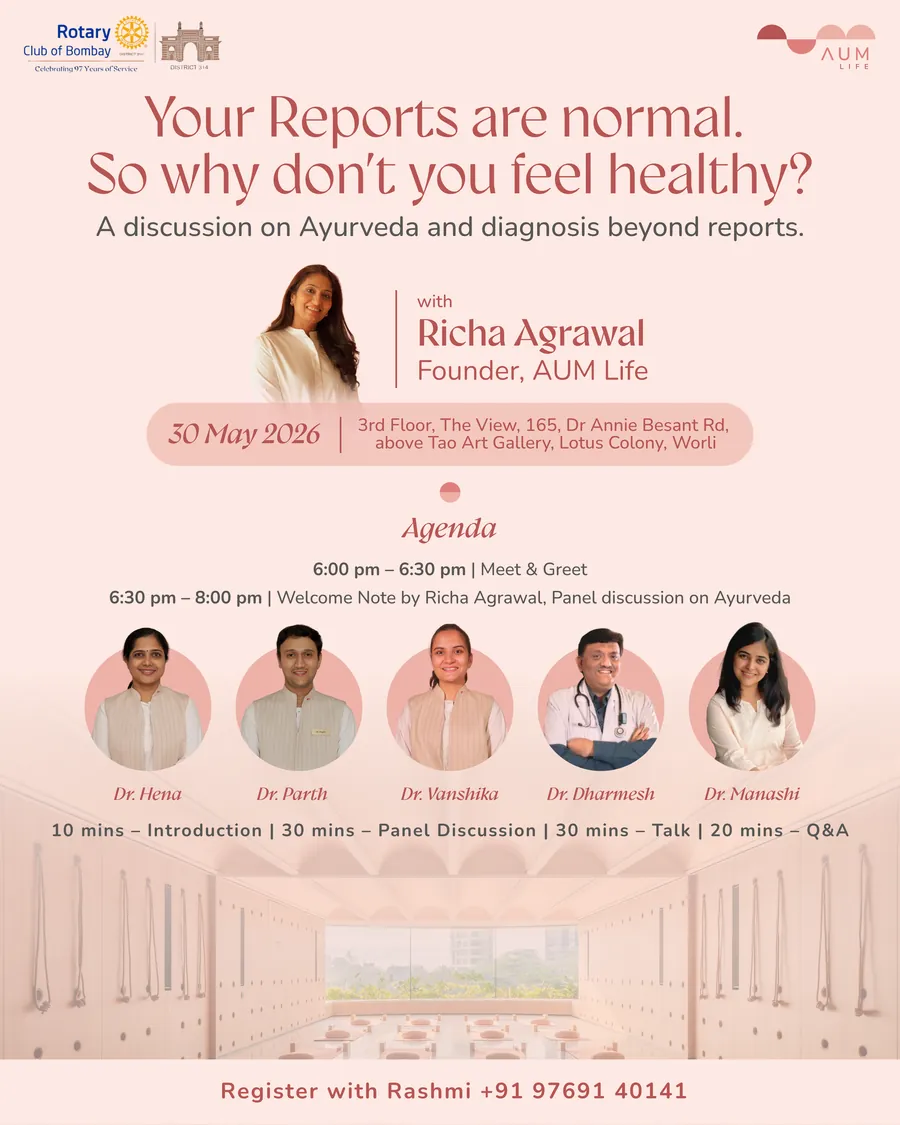 Rotary
Club of Bombay
Celebrating 97 Years of Service
DISTRICT 3141
AUM
LIFE
Your Reports are normal.
So why don't you feel healthy?
A discussion on Ayurveda and diagnosis beyond reports.
with
Richa Agrawal
Founder, AUM Life
30 May 2026
3rd Floor, The View, 165, Dr Annie Besant Rd,
above Tao Art Gallery, Lotus Colony, Worli
Agenda
6:00 pm – 6:30 pm | Meet & Greet
6:30 pm – 8:00 pm | Welcome Note by Richa Agrawal, Panel discussion on Ayurveda
Dr. Hena
Dr. Parth
Dr. Vanshika
Dr. Dharmesh
Dr. Manashi
10 mins – Introduction | 30 mins – Panel Discussion | 30 mins – Talk | 20 mins – Q&A
Register with Rashmi +91 97691 40141